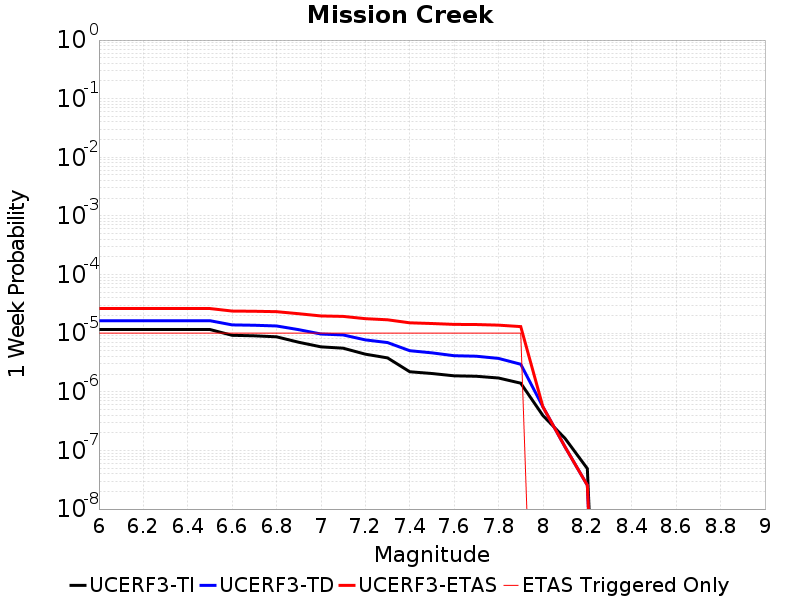 Mission Creek
1 Week Probability
10^0
10^-1
10^-2
10^-3
10^-4
10^-5
10^-6
10^-7
10^-8
6 6.2 6.4 6.6 6.8 7 7.2 7.4 7.6 7.8 8 8.2 8.4 8.6 8.8 9
Magnitude
UCERF3-TI UCERF3-TD UCERF3-ETAS ETAS Triggered Only